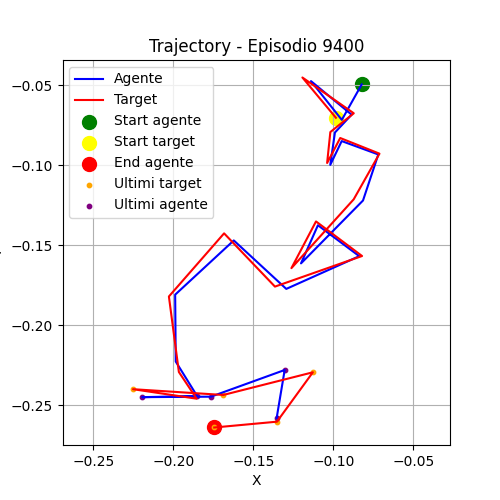 Trajectory - Episodio 9400
Agente
Target
Start agente
Start target
End agente
Ultimi target
Ultimi agente
−0.05
−0.10
−0.15
−0.20
−0.25
−0.25
−0.20
−0.15
−0.10
−0.05
X